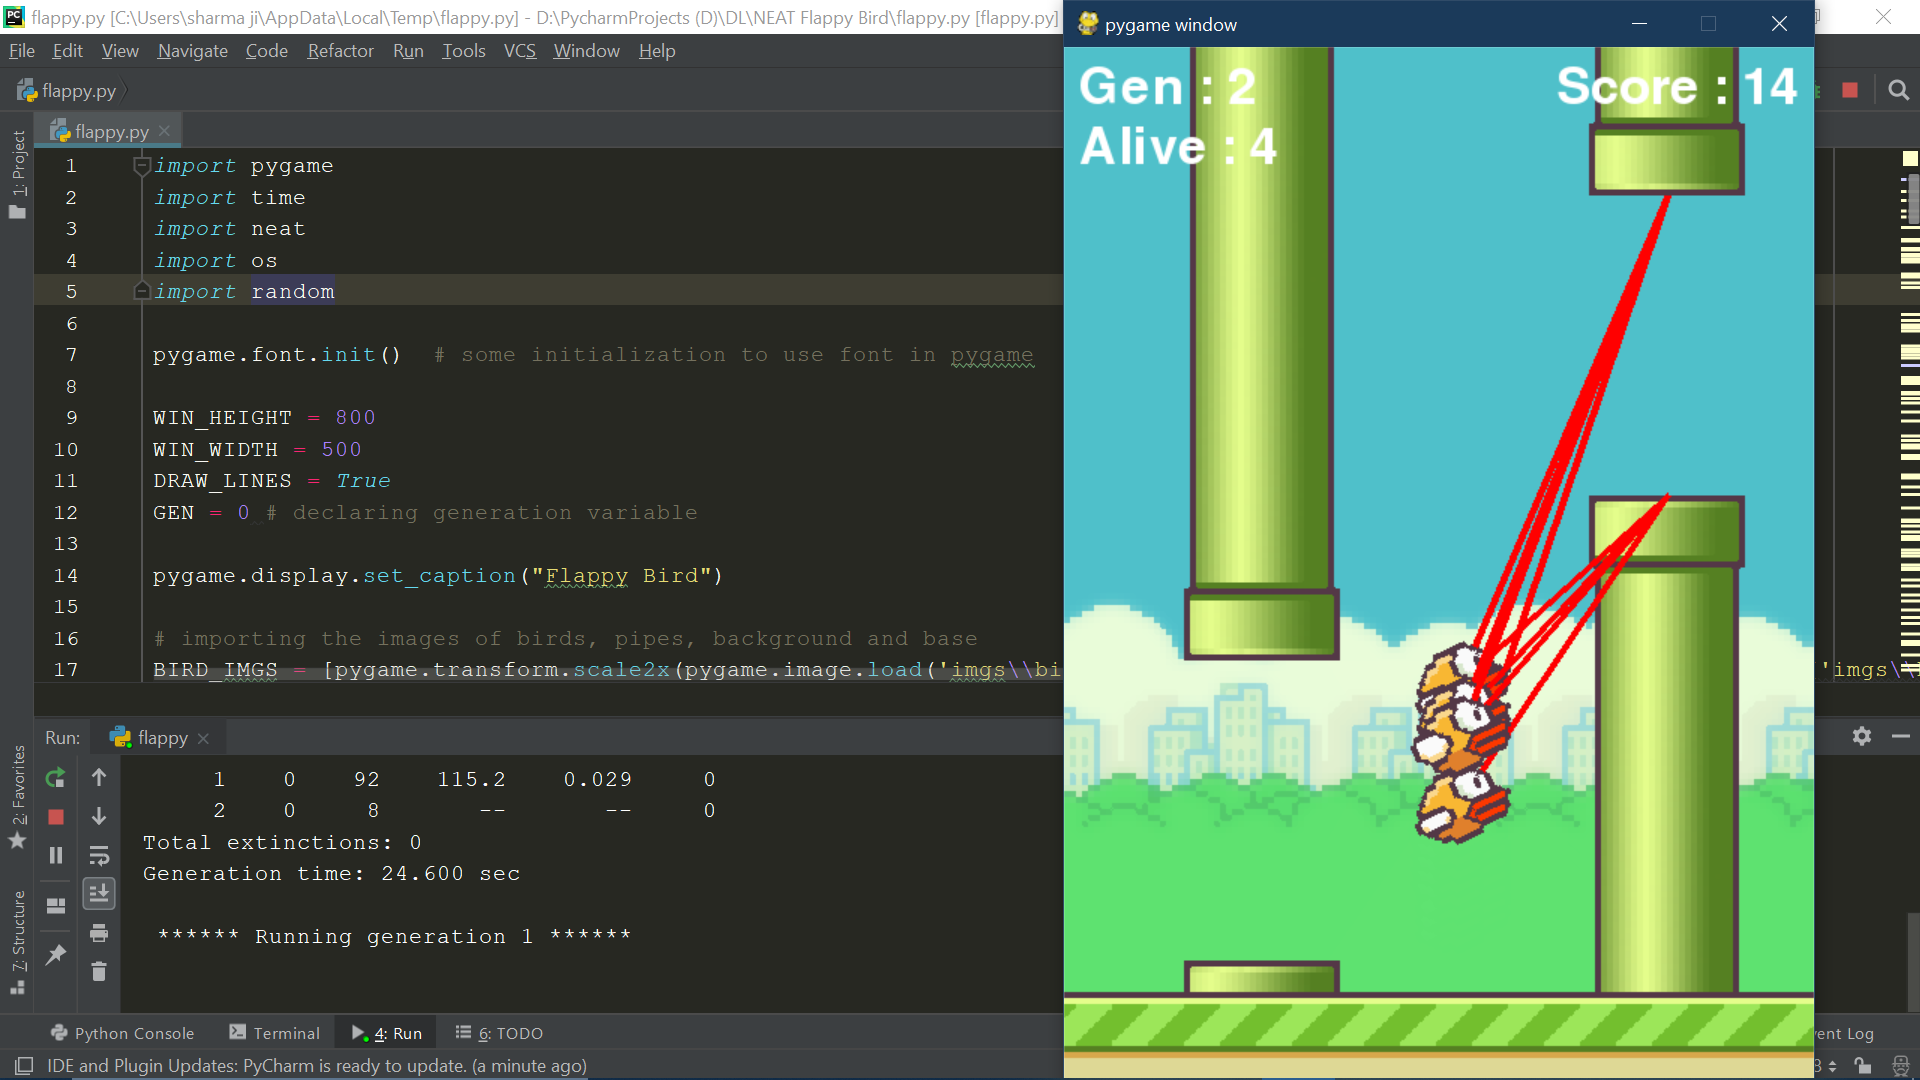 PC flappy.py [C:\Users\sharma ji\AppData\Local\Temp\flappy.py] - D:\PycharmProjects (D)\DL\NEAT Flappy Bird\flappy.py [flappy.py]
File Edit View Navigate Code Refactor Run Tools VCS Window Help
flappy.py
flappy.py
1: Project
1 import pygame
2 import time
3 import neat
4 import os
5 import random
6
7 pygame.font.init() # some initialization to use font in pygame
8
9 WIN_HEIGHT = 800
10 WIN_WIDTH = 500
11 DRAW_LINES = True
12 GEN = 0 # declaring generation variable
13
14 pygame.display.set_caption("Flappy Bird")
15
16 # importing the images of birds, pipes, background and base
17 BIRD_IMGS = [pygame.transform.scale2x(pygame.image.load('imgs\\bi
'imgs\\
pygame window
Gen : 2
Score : 14
Alive : 4
Run: flappy
2: Favorites
7: Structure
1 0 92 115.2 0.029 0
2 0 8 -- -- 0
Total extinctions: 0
Generation time: 24.600 sec
****** Running generation 1 ******
Python Console Terminal 4: Run 6: TODO
vent Log
IDE and Plugin Updates: PyCharm is ready to update. (a minute ago)